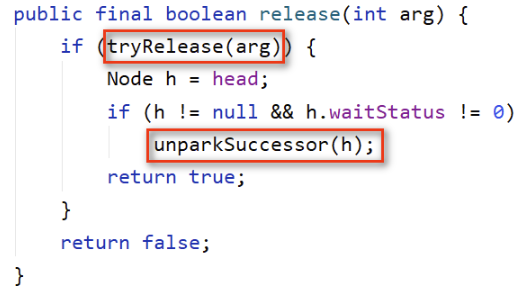 public final boolean release(int arg) {
if (tryRelease(arg)) {
Node h = head;
if (h != null && h.waitStatus != 0)
unparkSuccessor(h);
return true;
}
return false;
}